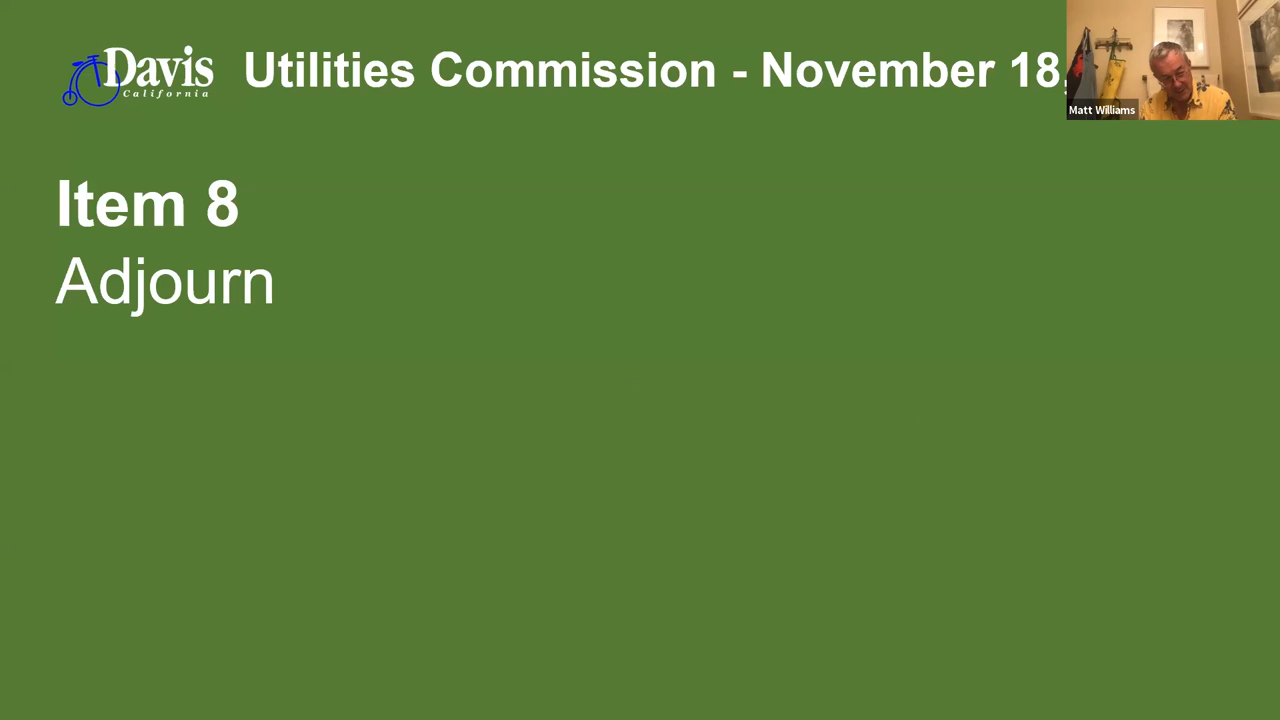 Davis
California
Utilities Commission - November 18,
Matt Williams
Item 8
Adjourn